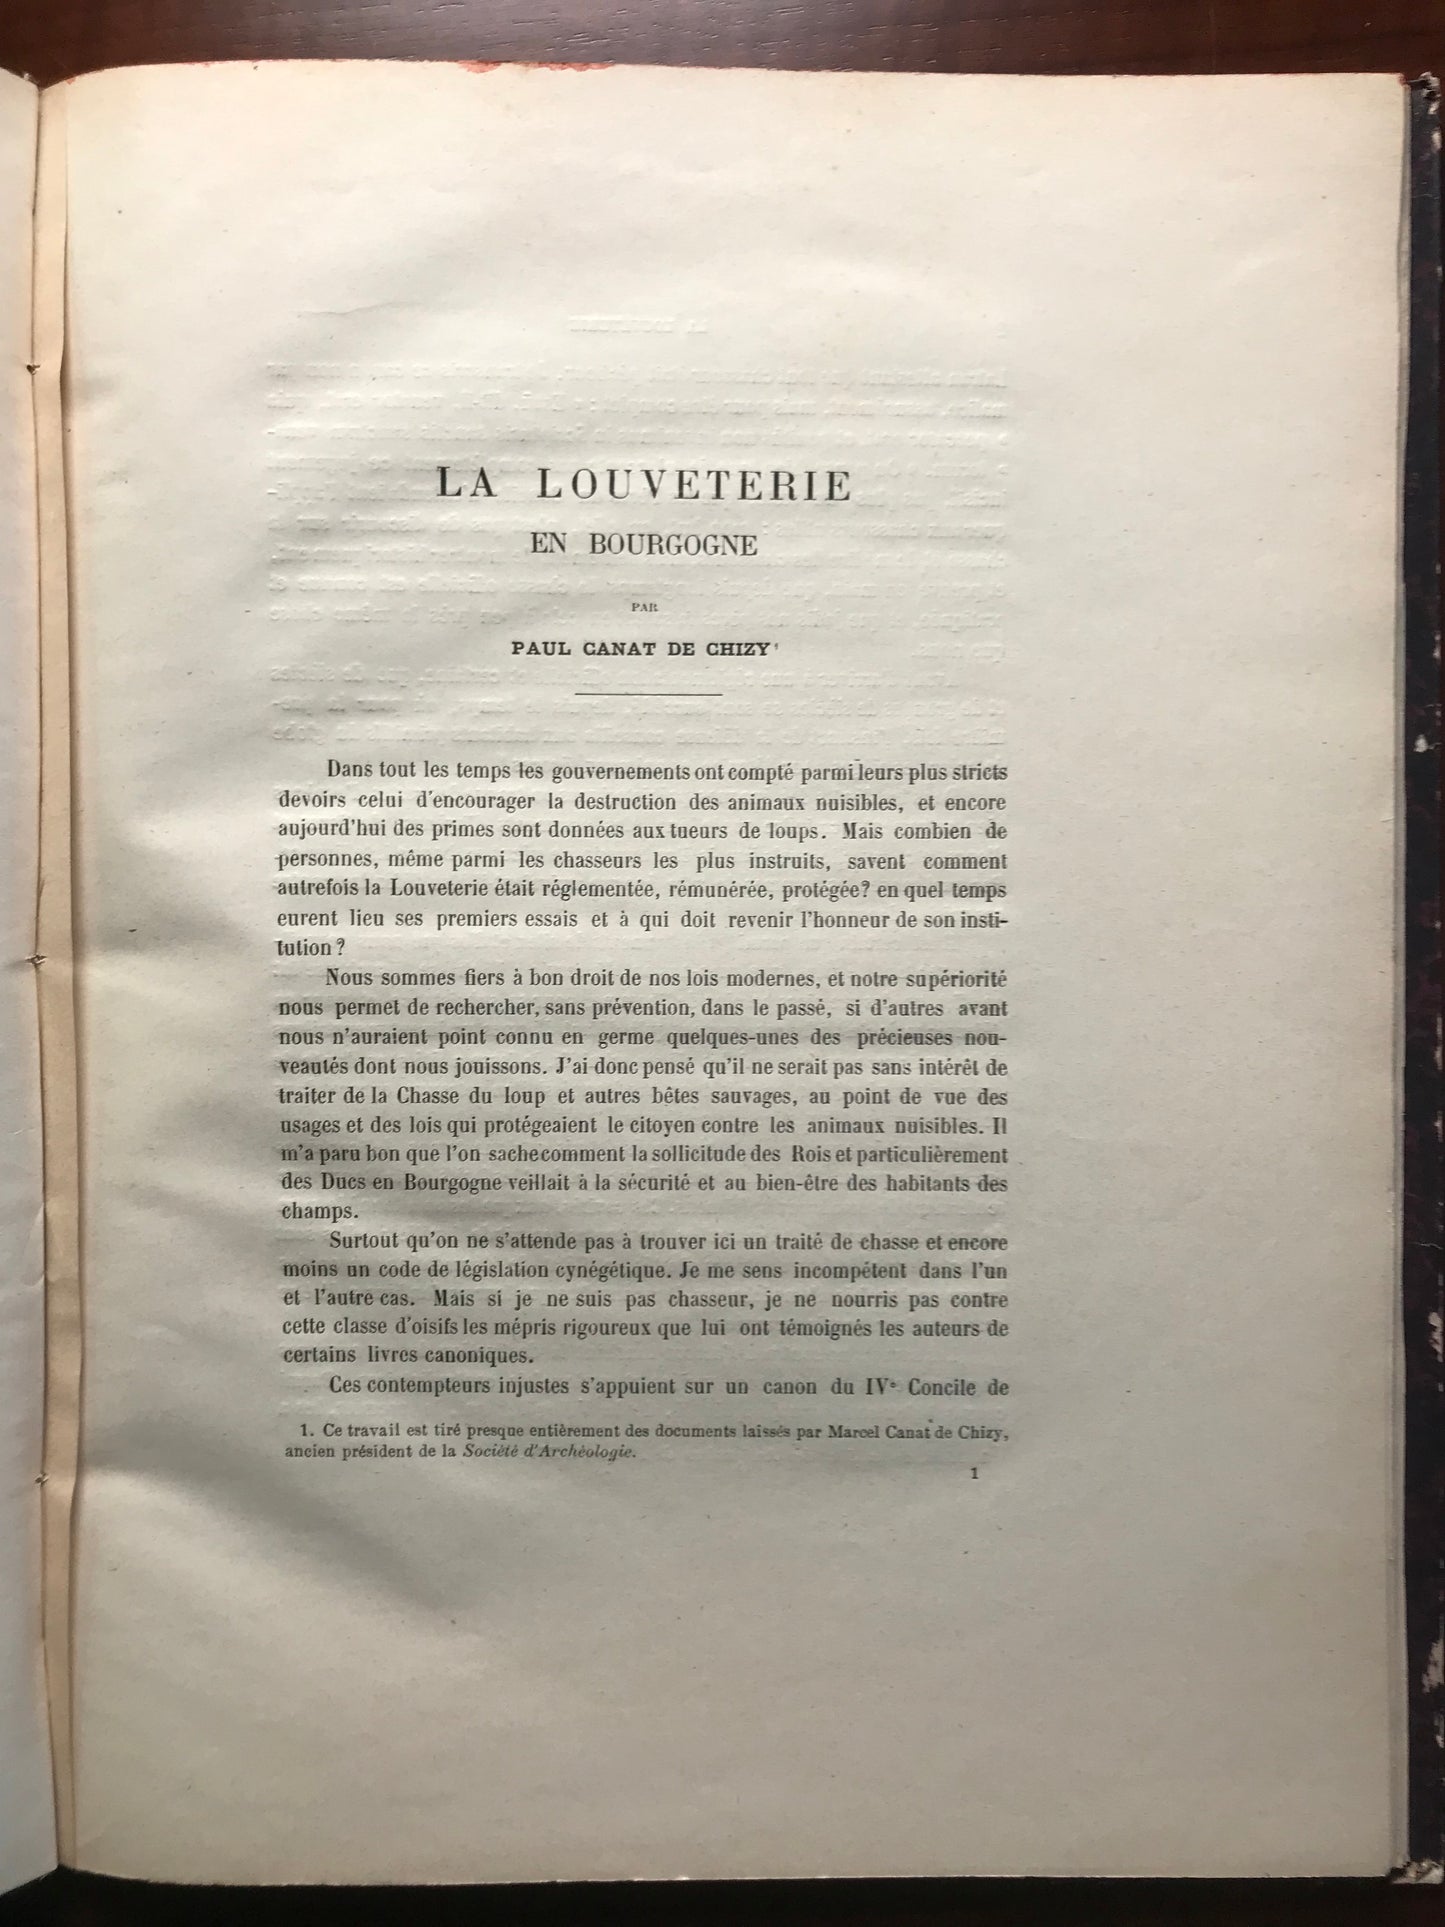 LA LOUVETERIE
EN BOURGOGNE
PAR
PAUL CANAT DE CHIZY¹
Dans tout les temps les gouvernements ont compté parmi leurs plus stricts
devoirs celui d'encourager la destruction des animaux nuisibles, et encore
aujourd'hui des primes sont données aux tueurs de loups. Mais combien de
personnes, même parmi les chasseurs les plus instruits, savent comment
autrefois la Louveterie était réglementée, rémunérée, protégée? en quel temps
eurent lieu ses premiers essais et à qui doit revenir l'honneur de son insti-
tution?
Nous sommes fiers à bon droit de nos lois modernes, et notre supériorité
nous permet de rechercher, sans prévention, dans le passé, si d'autres avant
nous n'auraient point connu en germe quelques-unes des précieuses nou-
veautés dont nous jouissons. J'ai donc pensé qu'il ne serait pas sans intérêt de
traiter de la Chasse du loup et autres bêtes sauvages, au point de vue des
usages et des lois qui protégeaient le citoyen contre les animaux nuisibles. Il
m'a paru bon que l'on sache comment la sollicitude des Rois et particulièrement
des Ducs en Bourgogne veillait à la sécurité et au bien-être des habitants des
champs.
Surtout qu'on ne s'attende pas à trouver ici un traité de chasse et encore
moins un code de législation cynégétique. Je me sens incompétent dans l'un
et l'autre cas. Mais si je ne suis pas chasseur, je ne nourris pas contre
cette classe d'oisifs les mépris rigoureux que lui ont témoignés les auteurs de
certains livres canoniques.
Ces contempteurs injustes s'appuient sur un canon du IVᵉ Concile de
1. Ce travail est tiré presque entièrement des documents laissés par Marcel Canat de Chizy,
ancien président de la Société d'Archéologie.
1